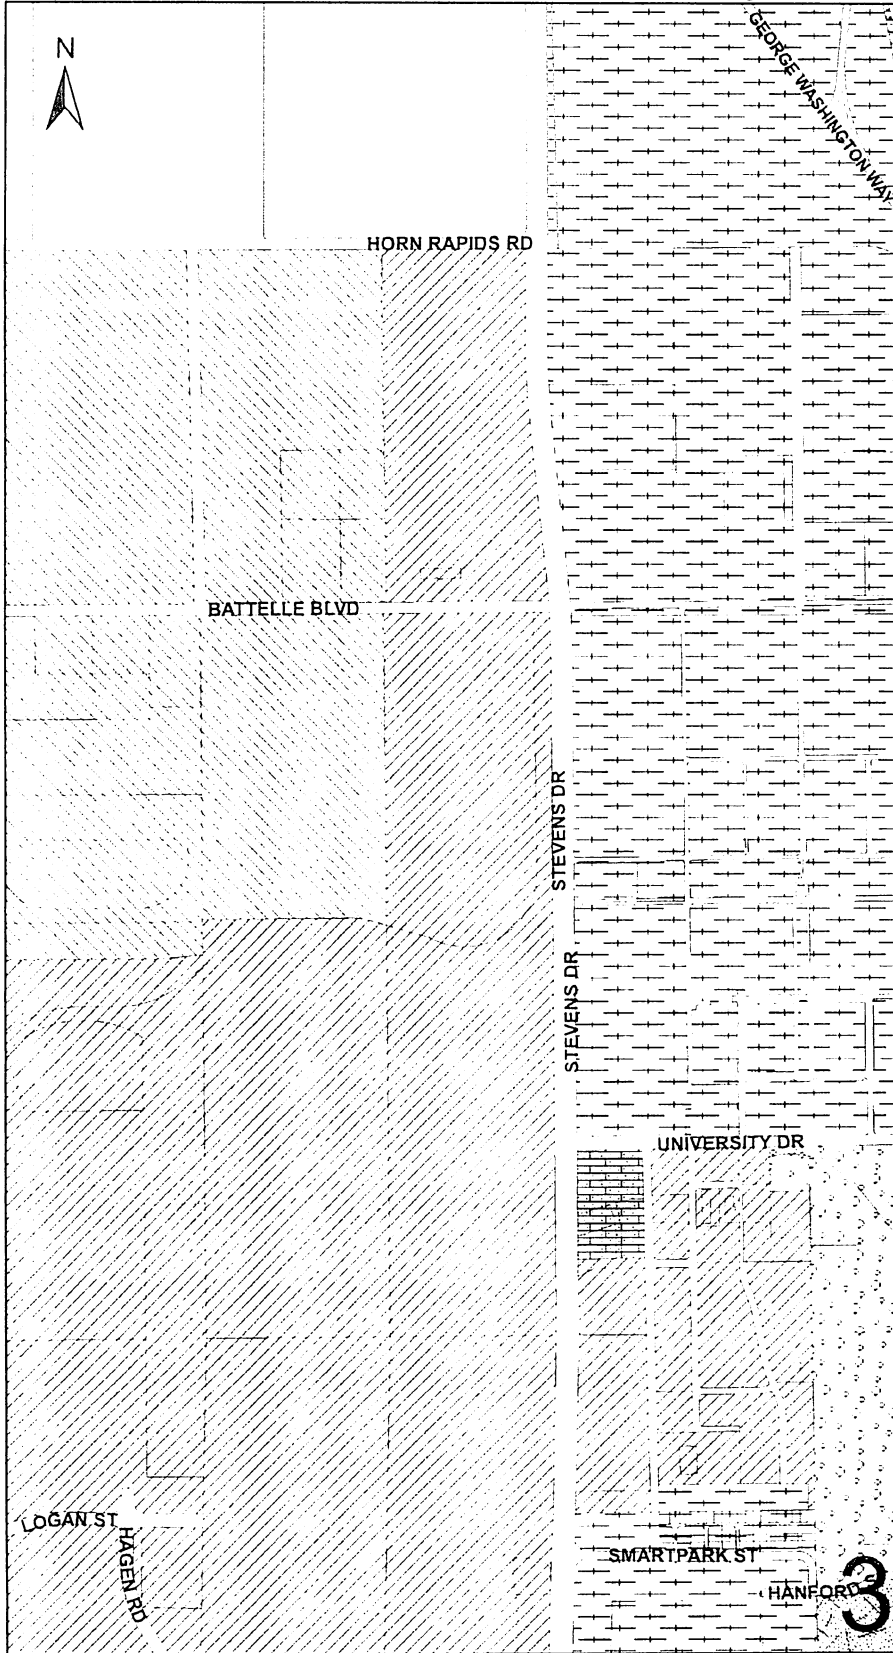 N
GEORGE WASHINGTON WAY
HORN RAPIDS RD
BATTELLE BLVD
STEVENS DR
STEVENS DR
UNIVERSITY DR
LOGAN ST
HAGEN RD
SMARTPARK ST
HANFORD
3